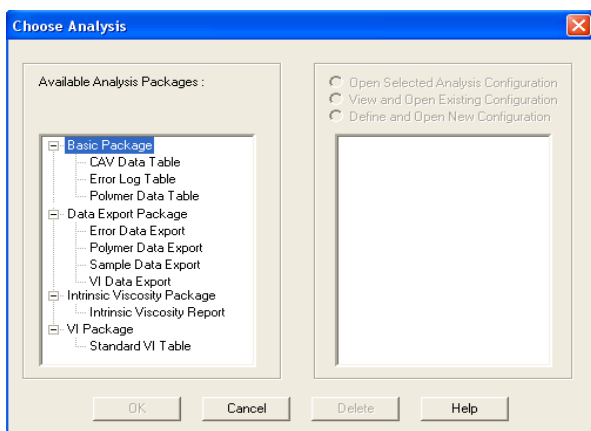 Choose Analysis
Available Analysis Packages :
Basic Package
CAV Data Table
Error Log Table
Polymer Data Table
Data Export Package
Error Data Export
Polymer Data Export
Sample Data Export
VI Data Export
Intrinsic Viscosity Package
Intrinsic Viscosity Report
VI Package
Standard VI Table
Open Selected Analysis Configuration
View and Open Existing Configuration
Define and Open New Configuration
OK
Cancel
Delete
Help